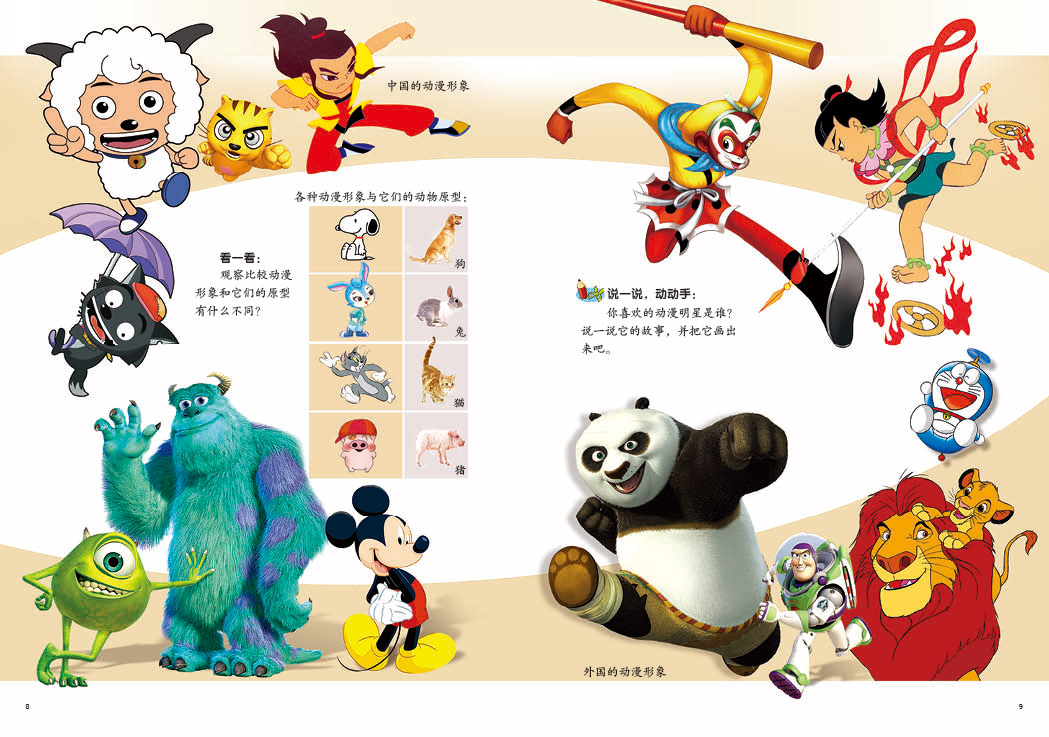 中国的动漫形象
各种动漫形象与它们的动物原型：
狗
兔
猫
猪
看一看：
观察比较动漫
形象和它们的原型
有什么不同？
说一说，动动手：
你喜欢的动漫明星是谁？
说一说它的故事，并把它画出
来吧。
外国的动漫形象
8
9